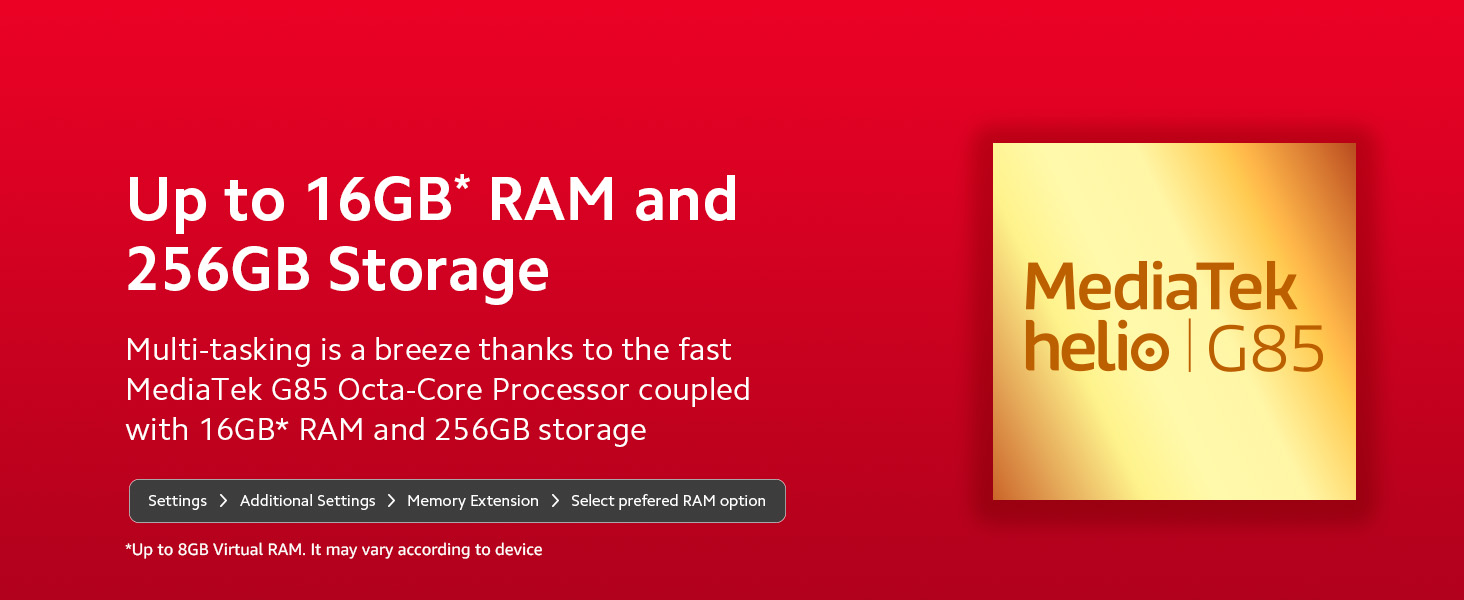 Up to 16GB* RAM and
256GB Storage
Multi-tasking is a breeze thanks to the fast
MediaTek G85 Octa-Core Processor coupled
with 16GB* RAM and 256GB storage
Settings > Additional Settings > Memory Extension > Select prefered RAM option
*Up to 8GB Virtual RAM. It may vary according to device
MediaTek
helio | G85